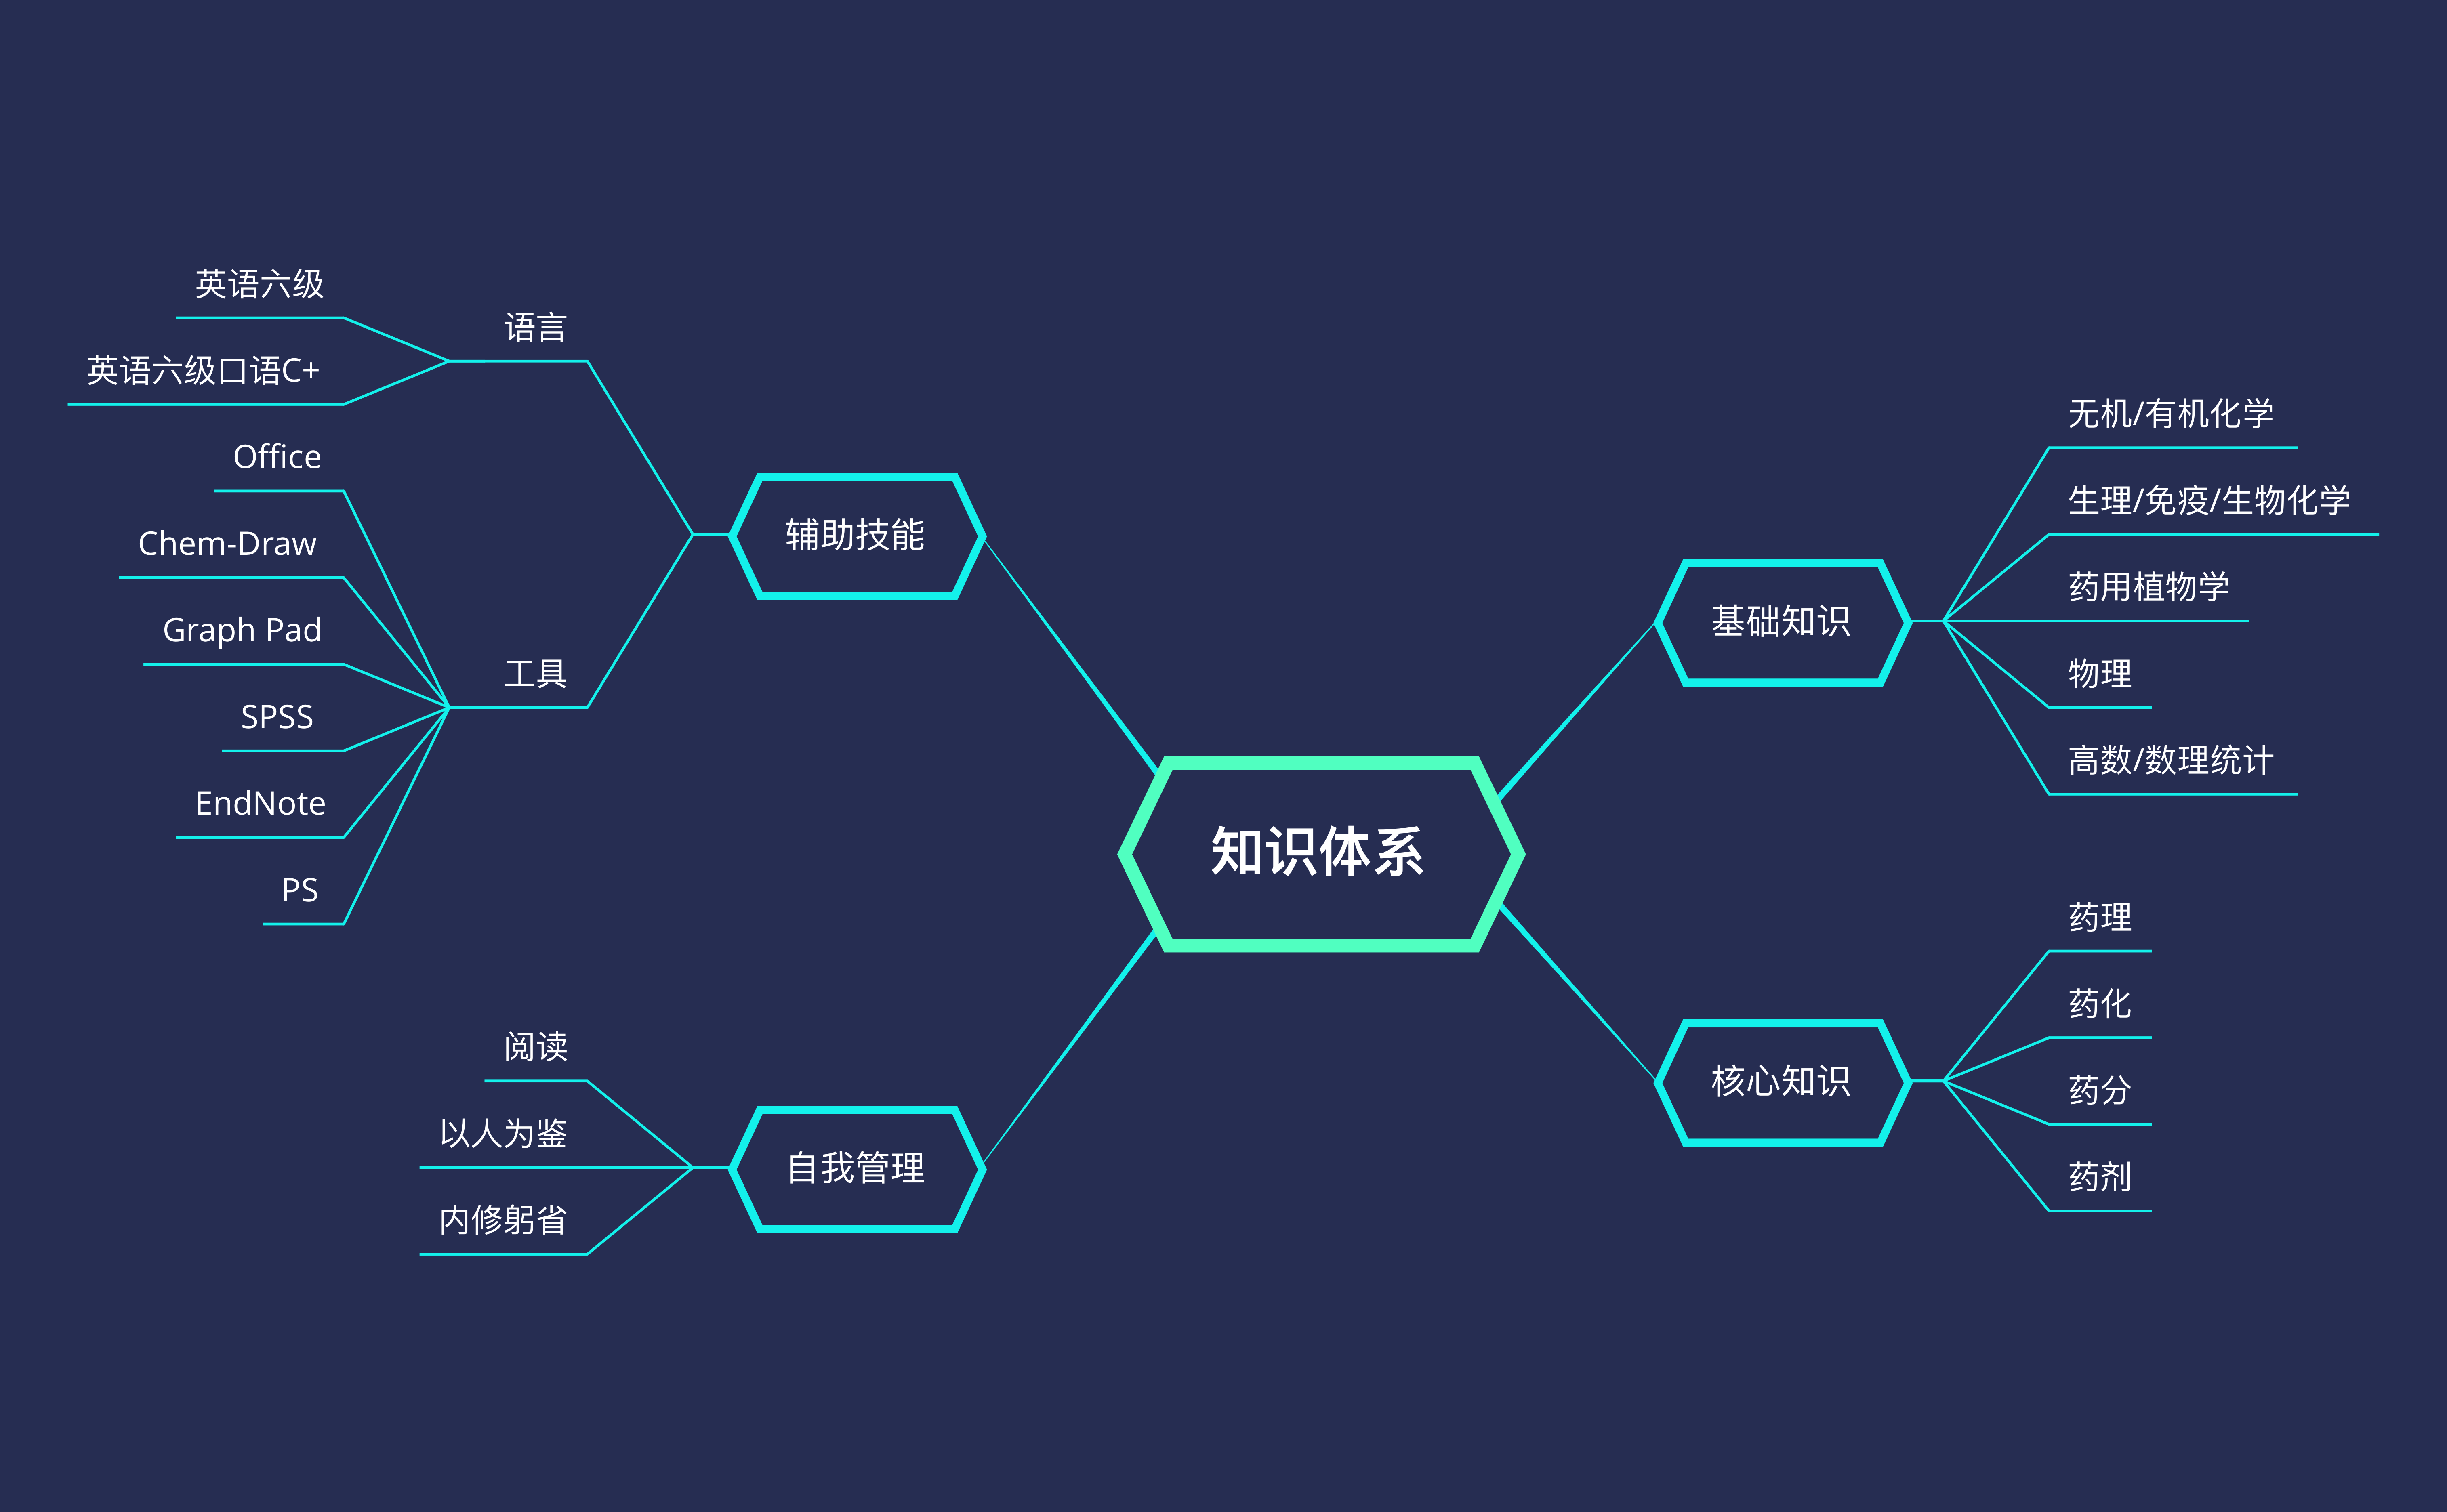 知识体系
基础知识
无机/有机化学
生理/免疫/生物化学
药用植物学
物理
高数/数理统计
核心知识
药理
药化
药分
药剂
辅助技能
语言
英语六级
英语六级口语C+
工具
Office
Chem-Draw
Graph Pad
SPSS
EndNote
PS
自我管理
阅读
以人为鉴
内修躬省